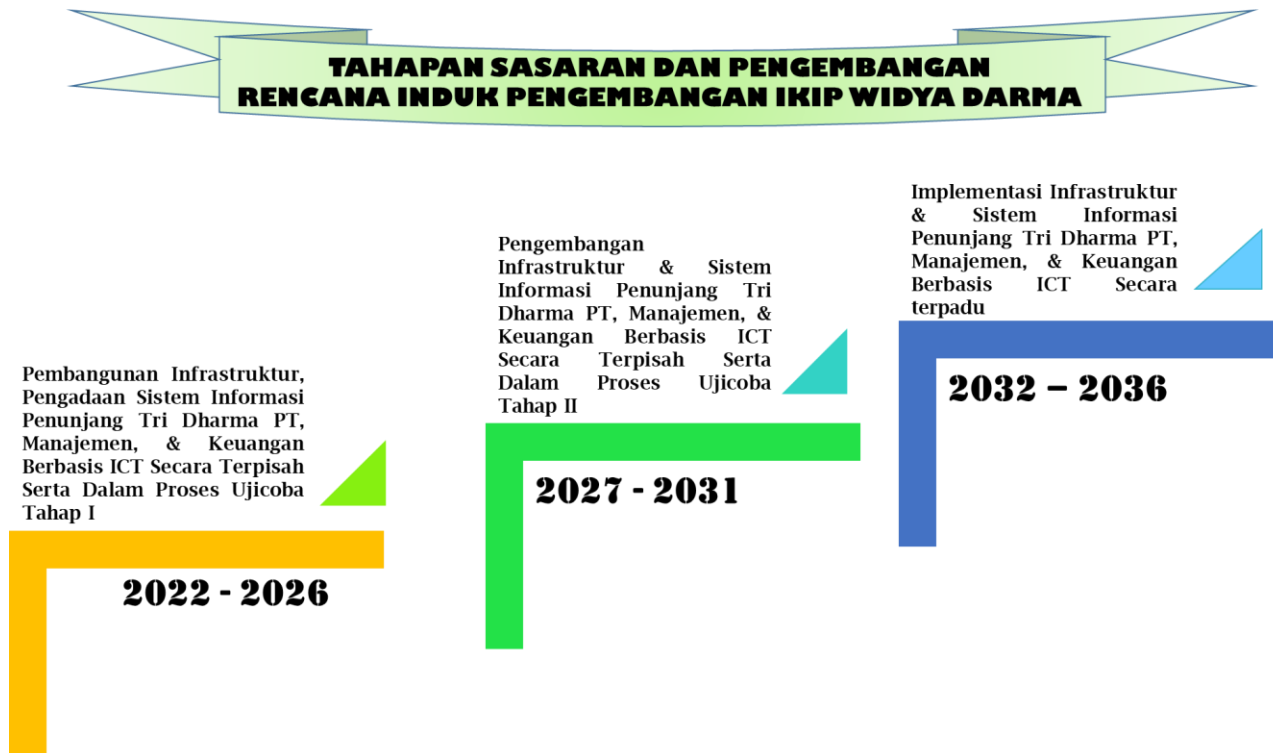 TAHAPAN SASARAN DAN PENGEMBANGAN
RENCANA INDUK PENGEMBANGAN IKIP WIDYA DARMA
Pembangunan Infrastruktur,
Pengadaan Sistem Informasi
Penunjang Tri Dharma PT,
Manajemen, & Keuangan
Berbasis ICT Secara Terpisah
Serta Dalam Proses Ujicoba
Tahap I
2022 - 2026
Pengembangan
Infrastruktur & Sistem
Informasi Penunjang Tri
Dharma PT, Manajemen, &
Keuangan Berbasis ICT
Secara Terpisah Serta
Dalam Proses Ujicoba
Tahap II
2027 - 2031
Implementasi Infrastruktur
& Sistem Informasi
Penunjang Tri Dharma PT,
Manajemen, & Keuangan
Berbasis ICT Secara
terpadu
2032 – 2036